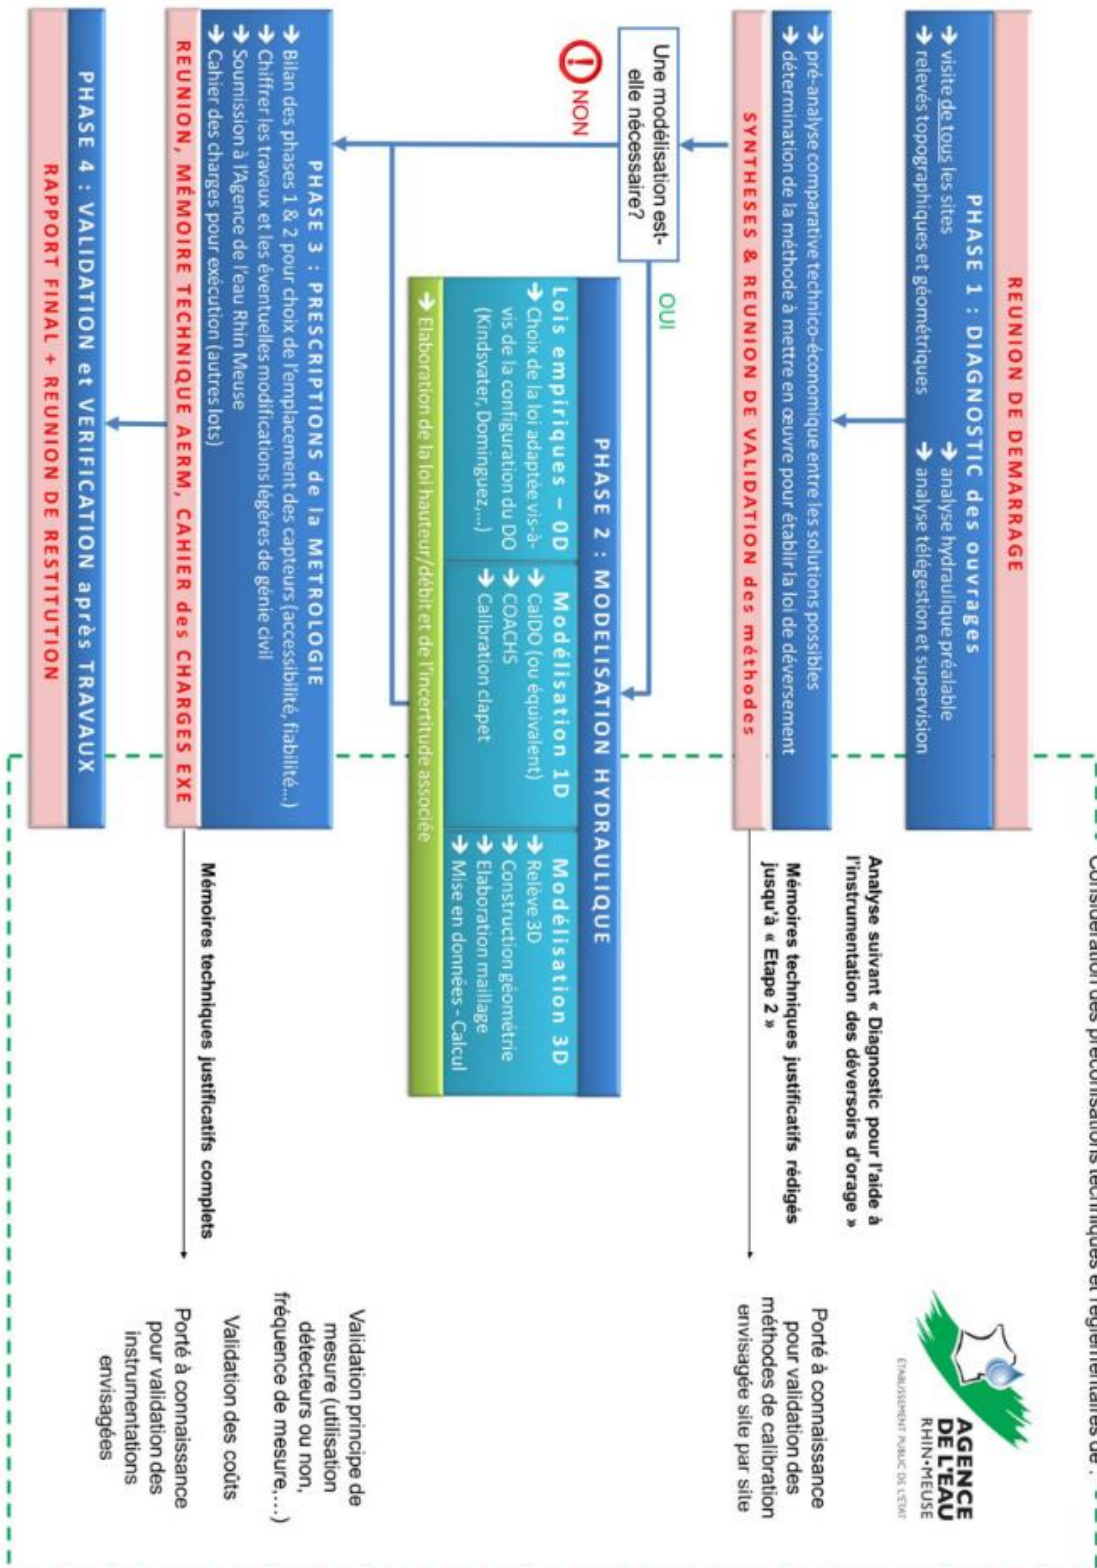 REUNION DE DEMARRAGE
PHASE 1 : DIAGNOSTIC des ouvrages
➔ visite de tous les sites
➔ relevés topographiques et géométriques
➔ analyse hydraulique préalable
➔ analyse télégestion et supervision
➔ pré-analyse comparative technico-économique entre les solutions possibles
➔ détermination de la méthode à mettre en œuvre pour établir la loi de déversement
SYNTHESES & REUNION DE VALIDATION des méthodes
Une modélisation est-
elle nécessaire?
NON
OUI
PHASE 2 : MODELISATION HYDRAULIQUE
Lois empiriques – 0D
➔ Choix de la loi adaptée vis-à-
vis de la configuration du DO
(Kindsvater, Dominguez,...)
Modélisation 1D
➔ CalDO (ou équivalent)
➔ COACHS
➔ Calibration clapet
Modélisation 3D
➔ Relève 3D
➔ Construction géométrie
➔ Elaboration maillage
➔ Mise en données - Calcul
➔ Elaboration de la loi hauteur/débit et de l'incertitude associée
PHASE 3 : PRESCRIPTIONS de la METROLOGIE
➔ Bilan des phases 1 & 2 pour choix de l'emplacement des capteurs (accessibilité, fiabilité...)
➔ Chiffrer les travaux et les éventuelles modifications légères de génie civil
➔ Soumission à l'Agence de l'eau Rhin Meuse
➔ Cahier des charges pour exécution (autres lots)
REUNION, MÉMOIRE TECHNIQUE AERM, CAHIER des CHARGES EXE
PHASE 4 : VALIDATION et VERIFICATION après TRAVAUX
RAPPORT FINAL + REUNION DE RESTITUTION
Considération des préconisations techniques et réglementaires de :
AGENCE
DE L'EAU
RHIN•MEUSE
ÉTABLISSEMENT PUBLIC DE L'ÉTAT
Analyse suivant « Diagnostic pour l'aide à
l'instrumentation des déversoirs d'orage »
Mémoires techniques justificatifs rédigés
jusqu'à « Etape 2 »
Porté à connaissance
pour validation des
méthodes de calibration
envisagée site par site
Mémoires techniques justificatifs complets
Validation principe de
mesure (utilisation
détecteurs ou non,
fréquence de mesure,...)
Validation des coûts
Porté à connaissance
pour validation des
instrumentations
envisagées